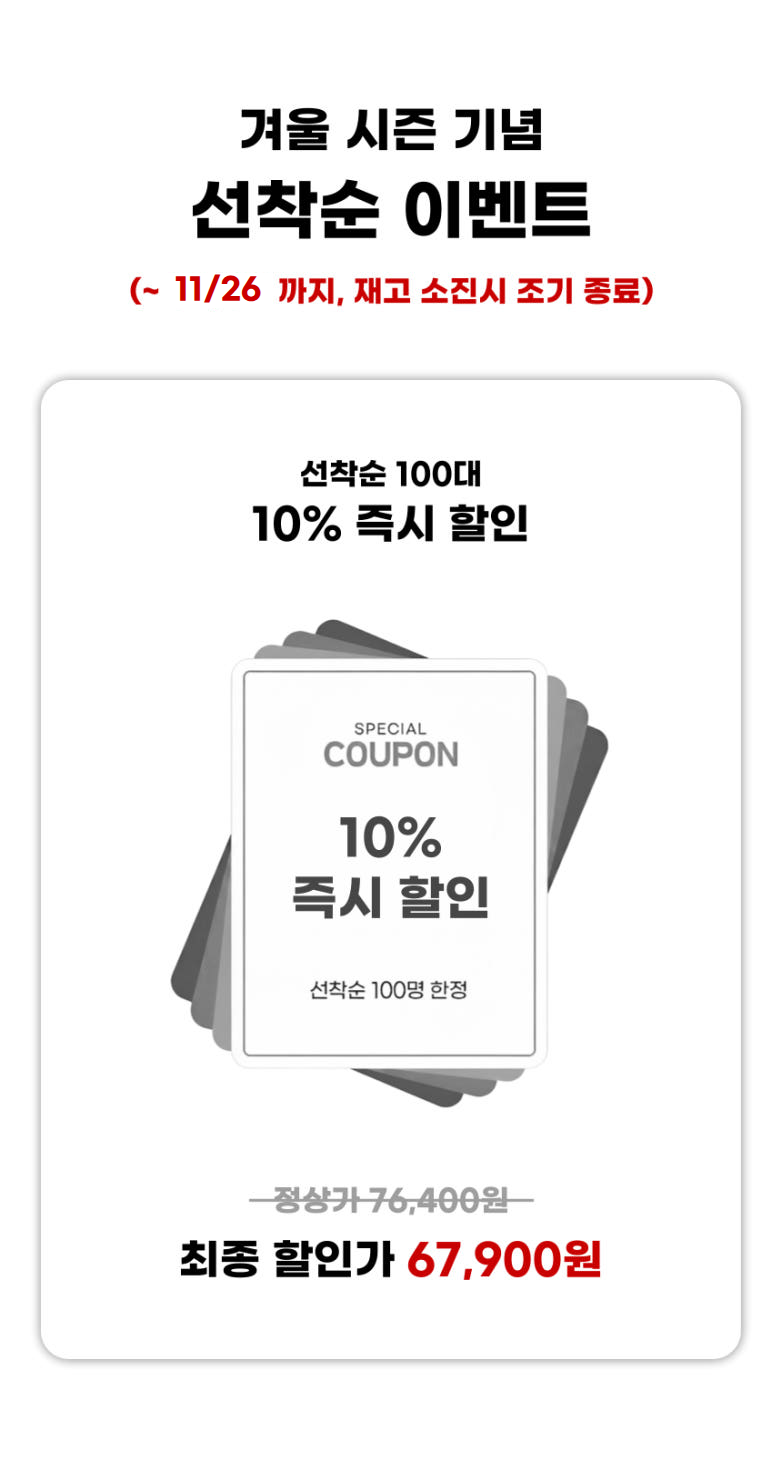 겨울 시즌 기념
선착순 이벤트
(~ 11/26 까지, 재고 소진시 조기 종료)
선착순 100대
10% 즉시 할인
SPECIAL
COUPON
10%
즉시 할인
선착순 100명 한정
정상가 76,400원
최종 할인가 67,900원